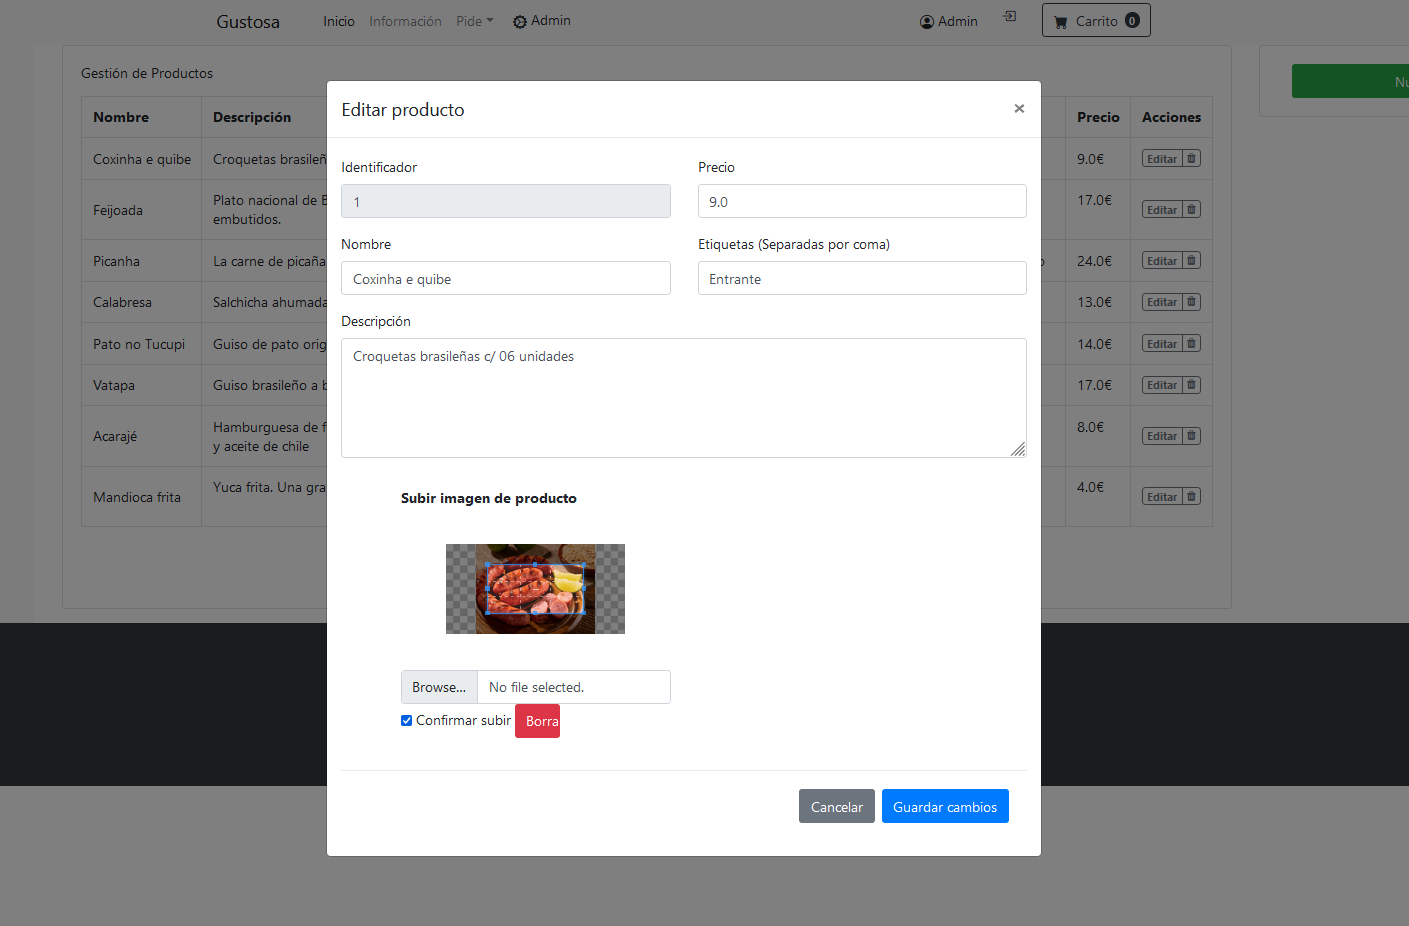 Gustosa Inicio Información Pide Admin Admin Carrito 0
Gestión de Productos
Editar producto ×
Nombre Descripción Precio Acciones
Coxinha e quibe 9.0€ Editar
Feijoada Plato nacional de 17.0€ Editar
embutidos.
Picanha La carne de picaña 24.0€ Editar
Calabresa Salchicha ahumada 13.0€ Editar
Pato no Tucupi Guiso de pato 14.0€ Editar
Vatapa Guiso brasileño a 17.0€ Editar
Acarajé Hamburguesa de 8.0€ Editar
y aceite de chile
Mandioca frita Yuca frita. Una 4.0€ Editar
Identificador Precio
1 9.0
Nombre Etiquetas (Separadas por coma)
Coxinha e quibe Entrante
Descripción
Croquetas brasileñas c/ 06 unidades
Subir imagen de producto
Browse... No file selected.
Confirmar subir Borra
Cancelar Guardar cambios